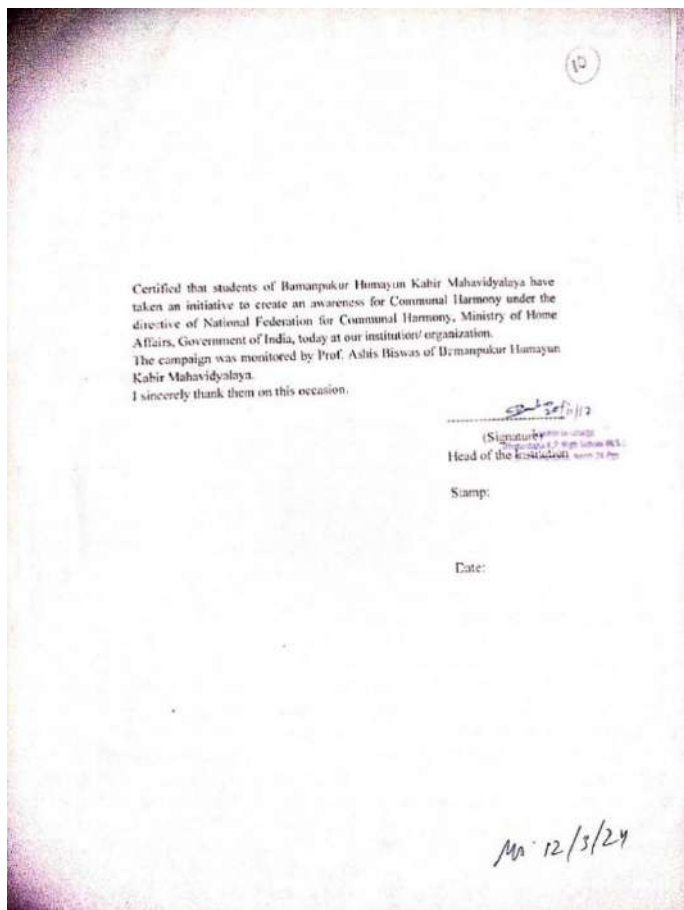 10
Certified that students of Bamanpukur Humayun Kabir Mahavidyalaya have
taken an initiative to create an awareness for Communal Harmony under the
directive of National Federation for Communal Harmony, Ministry of Home
Affairs, Government of India, today at our institution/ organization.
The campaign was monitored by Prof. Ashis Biswas of Bamanpukur Humayun
Kabir Mahavidyalaya.
I sincerely thank them on this occasion.
(Signature)
Head of the Institution
High School (H.S.)
Stamp:
Date:
12/3/24